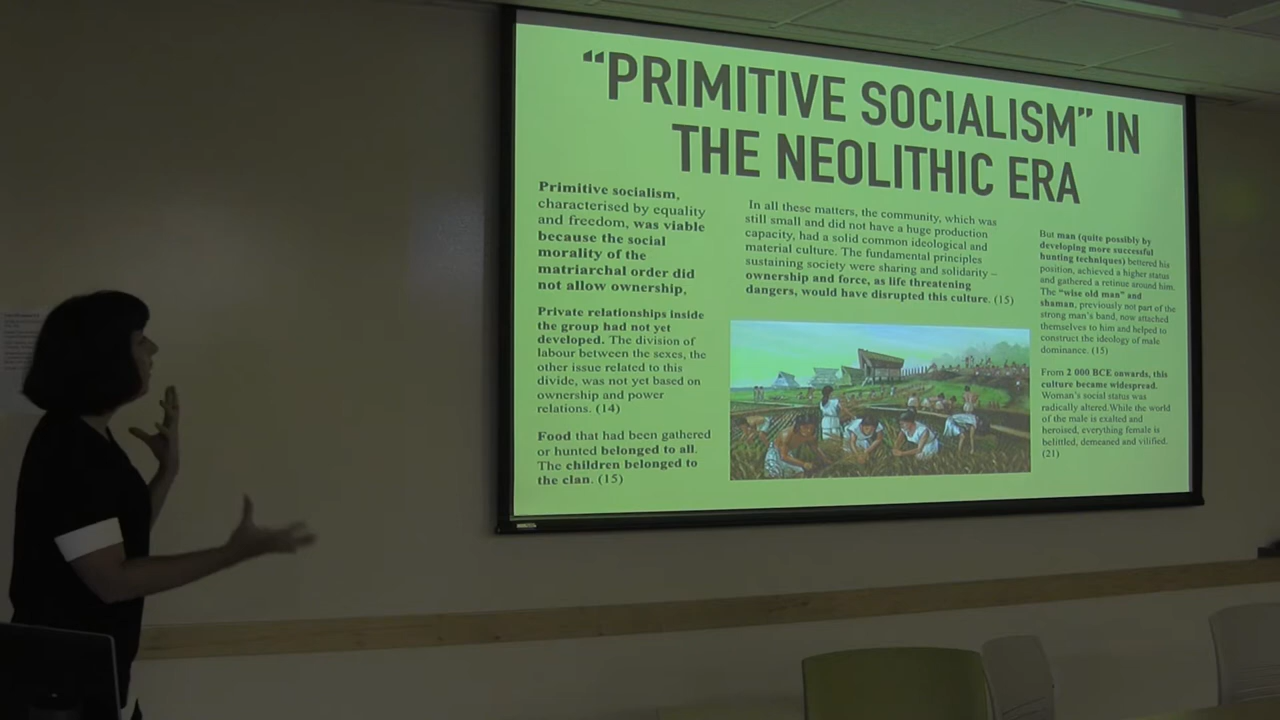 “PRIMITIVE SOCIALISM” IN
THE NEOLITHIC ERA
Primitive socialism,
characterised by equality
and freedom, was viable
because the social
morality of the
matriarchal order did
not allow ownership,
Private relationships inside
the group had not yet
developed. The division of
labour between the sexes, the
other issue related to this
divide, was not yet based on
ownership and power
relations. (14)
Food that had been gathered
or hunted belonged to all.
The children belonged to
the clan. (15)
In all these matters, the community, which was
still small and did not have a huge production
capacity, had a solid common ideological and
material culture. The fundamental principles
sustaining society were sharing and solidarity –
ownership and force, as life threatening
dangers, would have disrupted this culture. (15)
But man (quite possibly by
developing more successful
hunting techniques) bettered his
position, achieved a higher status
and gathered a retinue around him.
The “wise old man” and
shaman, previously not part of the
strong man’s band, now attached
themselves to him and helped to
construct the ideology of male
dominance. (15)
From 2 000 BCE onwards, this
culture became widespread.
Woman’s social status was
radically altered. While the world
of the male is exalted and
heroised, everything female is
belittled, demeaned and vilified.
(21)